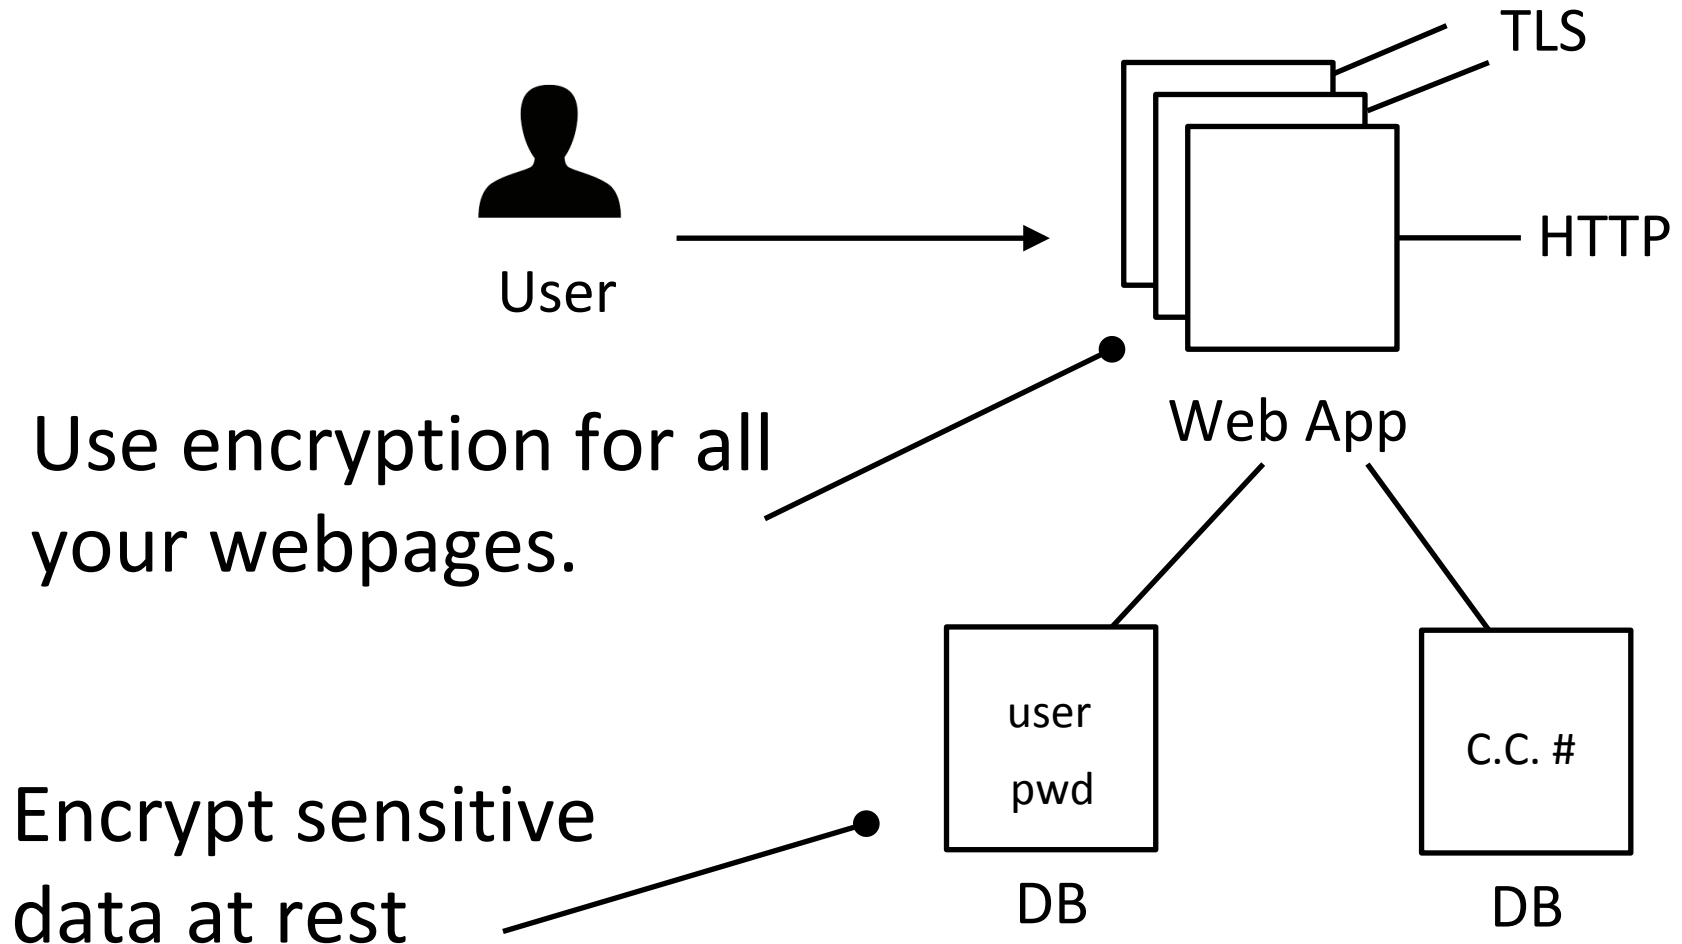 TLS
HTTP
User
Web App
Use encryption for all
your webpages.
user
pwd
C.C. #
Encrypt sensitive
data at rest
DB
DB